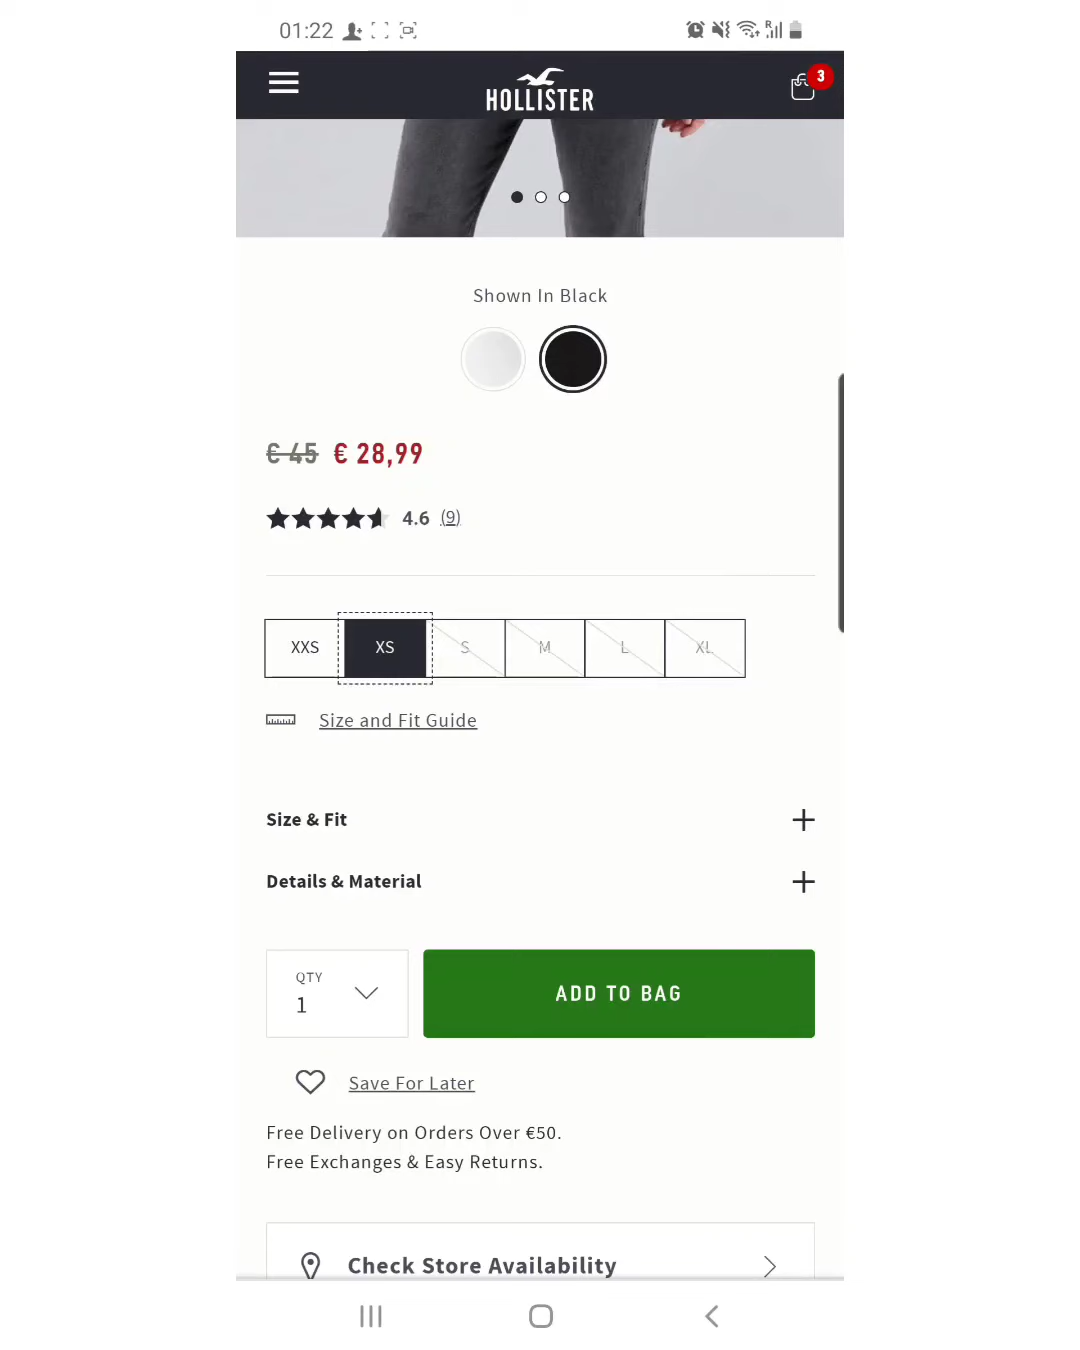 01:22
R
HOLLISTER
3
Shown In Black
€ 45 € 28,99
4.6 (9)
XXS XS S M L XL
Size and Fit Guide
Size & Fit
Details & Material
QTY
1
ADD TO BAG
Save For Later
Free Delivery on Orders Over €50.
Free Exchanges & Easy Returns.
Check Store Availability